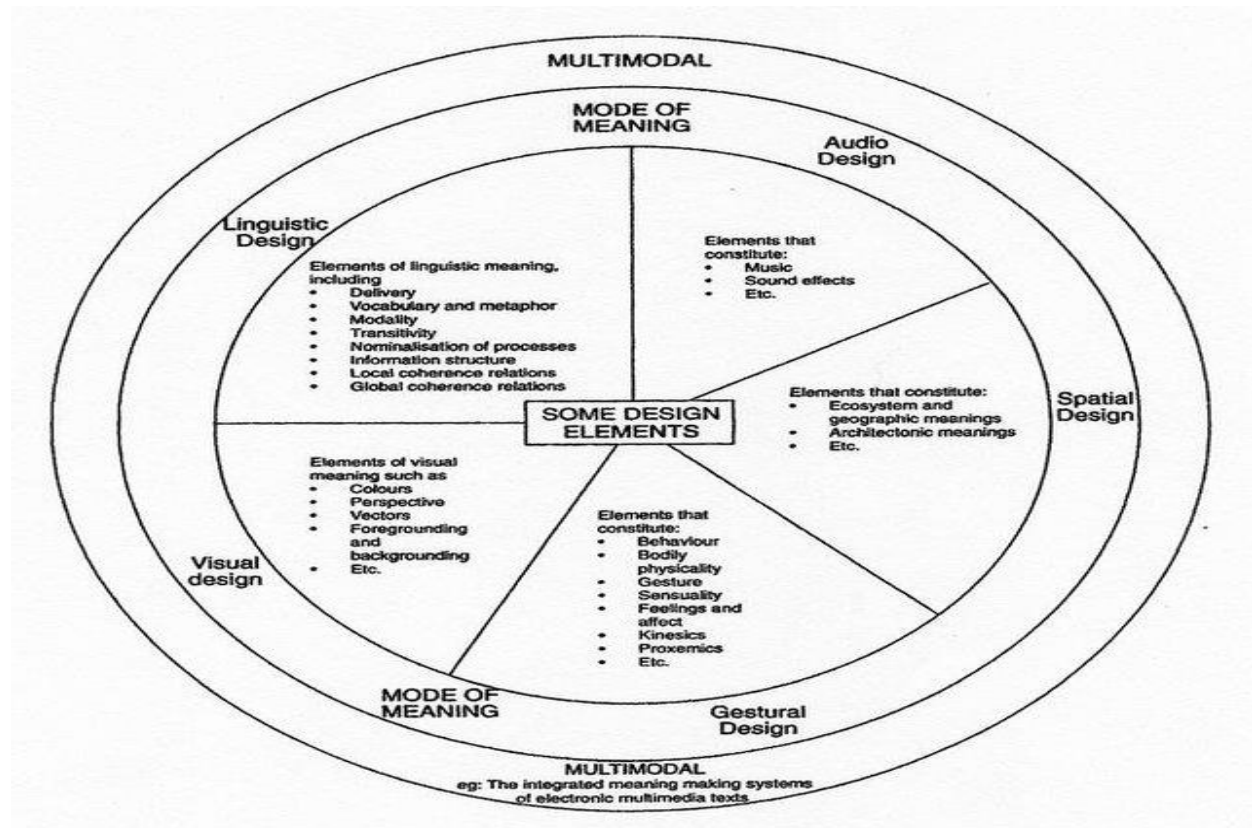 MULTIMODAL
MODE OF
MEANING
Audio
Design
Linguistic
Design
Elements that
constitute:
• Music
• Sound effects
• Etc.
Elements of linguistic meaning,
including
• Delivery
• Vocabulary and metaphor
• Modality
• Transitivity
• Nominalisation of processes
• Information structure
• Local coherence relations
• Global coherence relations
Elements that constitute:
• Ecosystem and
geographic meanings
• Architectonic meanings
• Etc.
Spatial
Design
SOME DESIGN
ELEMENTS
Elements of visual
meaning such as
• Colours
• Perspective
• Vectors
• Foregrounding
and
backgrounding
• Etc.
Visual
design
Elements that
constitute:
• Behaviour
• Bodily
physicality
• Gesture
• Sensuality
• Feelings and
affect
• Kinesics
• Proxemics
• Etc.
MODE OF
MEANING
Gestural
Design
MULTIMODAL
eg: The integrated meaning making systems
of electronic multimedia texts